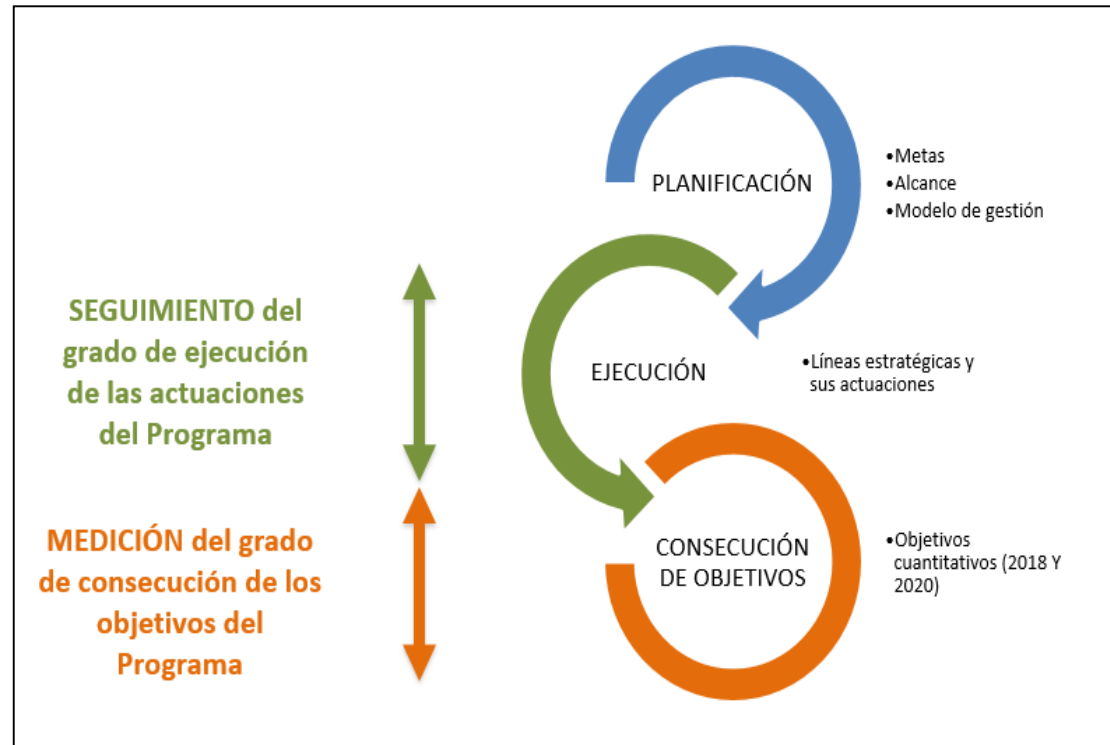 PLANIFICACIÓN
•Metas
•Alcance
•Modelo de gestión
SEGUIMIENTO del
grado de ejecución
de las actuaciones
del Programa
EJECUCIÓN
•Líneas estratégicas y
sus actuaciones
MEDICIÓN del grado
de consecución de los
objetivos del
Programa
CONSECUCIÓN
DE OBJETIVOS
•Objetivos
cuantitativos (2018 Y
2020)